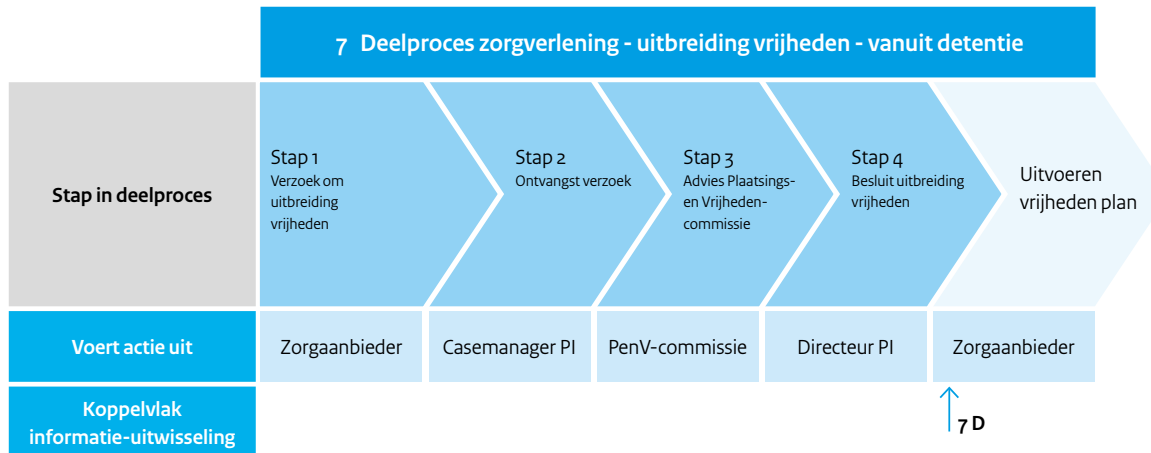 7 Deelproces zorgverlening - uitbreiding vrijheden - vanuit detentie
Stap in deelproces
Stap 1
Verzoek om
uitbreiding
vrijheden
Stap 2
Ontvangst verzoek
Stap 3
Advies Plaatsings-
en Vrijheden-
commissie
Stap 4
Besluit uitbreiding
vrijheden
Uitvoeren
vrijheden plan
Voert actie uit
Zorgaanbieder
Casemanager PI
PenV-commissie
Directeur PI
Zorgaanbieder
Koppelvlak
informatie-uitwisseling
7 D